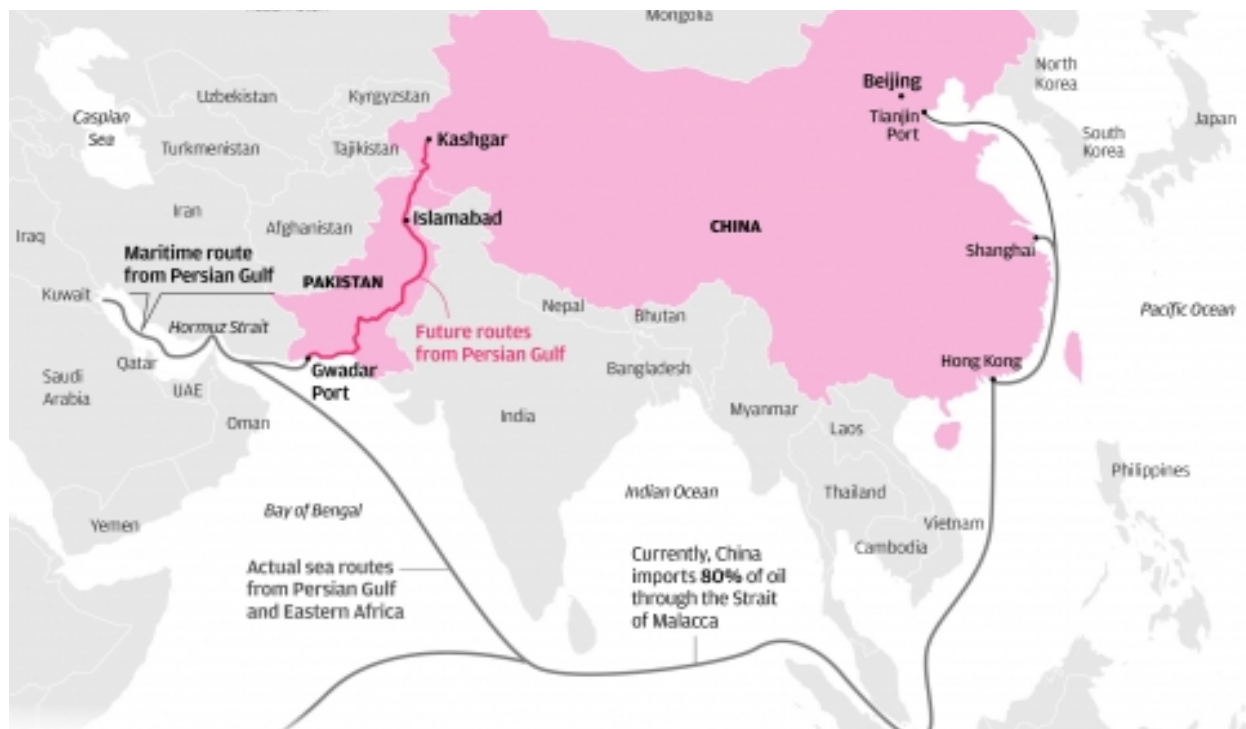 Mongolia
Beijing
North
Korea
Uzbekistan
Kyrgyzstan
Caspian
Sea
Tianjin
Port
Japan
Kashgar
South
Korea
Turkmenistan
Tajikistan
Iran
Islamabad
Afghanistan
CHINA
Iraq
Shanghai
Maritime route
from Persian Gulf
PAKISTAN
Kuwait
Nepal
Bhutan
Pacific Ocean
Hormuz Strait
Future routes
from Persian Gulf
Qatar
Hong Kong
Gwadar
Port
Bangladesh
Saudi
Arabia
UAE
Myanmar
India
Oman
Laos
Philippines
Indian Ocean
Thailand
Bay of Bengal
Yemen
Vietnam
Cambodia
Currently, China
imports 80% of oil
through the Strait
of Malacca
Actual sea routes
from Persian Gulf
and Eastern Africa